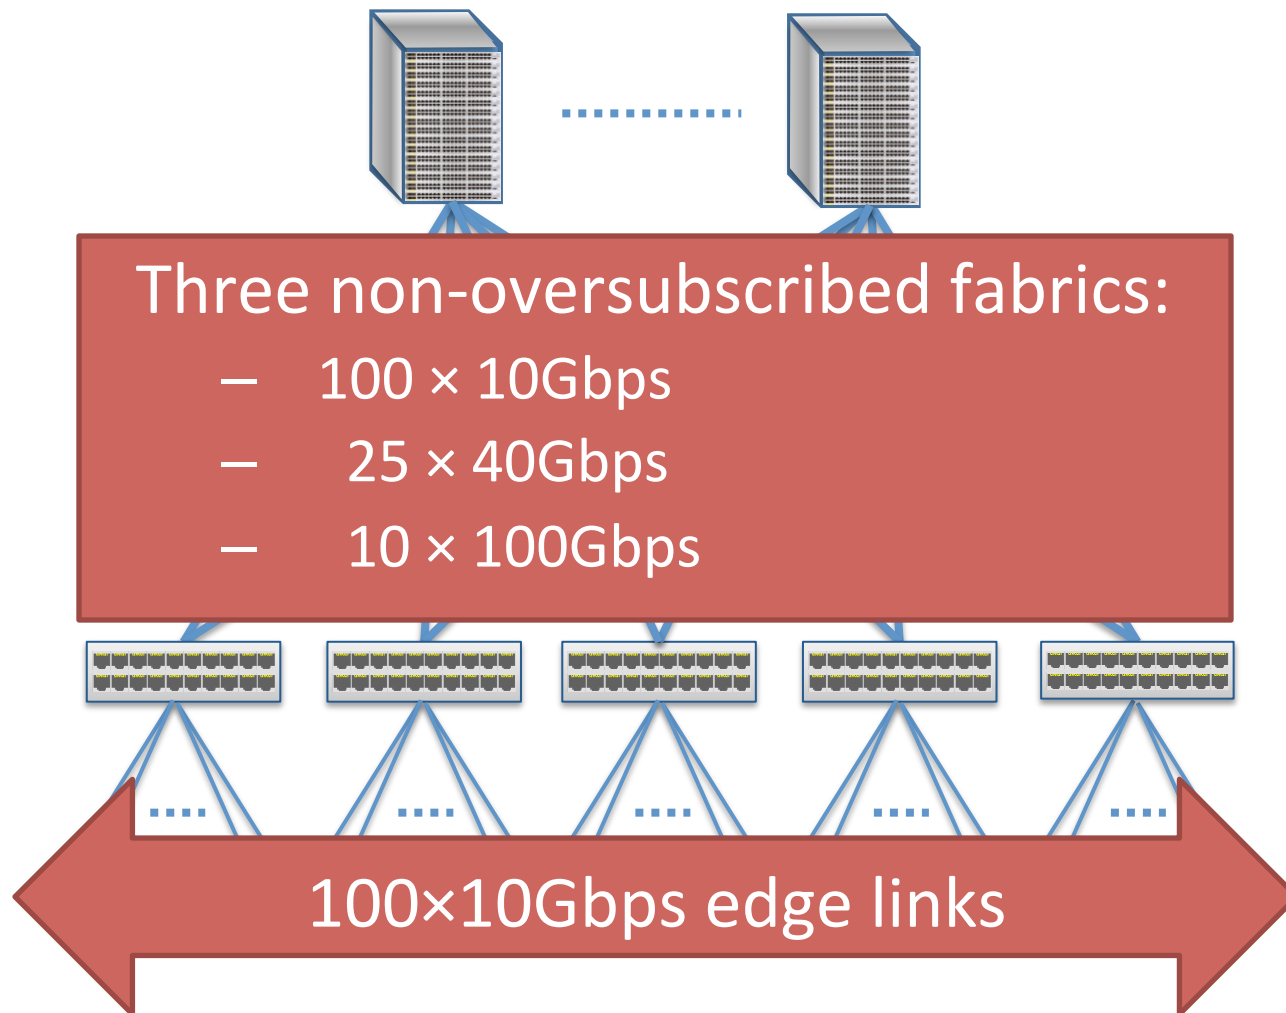 Three non-oversubscribed fabrics:
– 100 × 10Gbps
– 25 × 40Gbps
– 10 × 100Gbps
100×10Gbps edge links